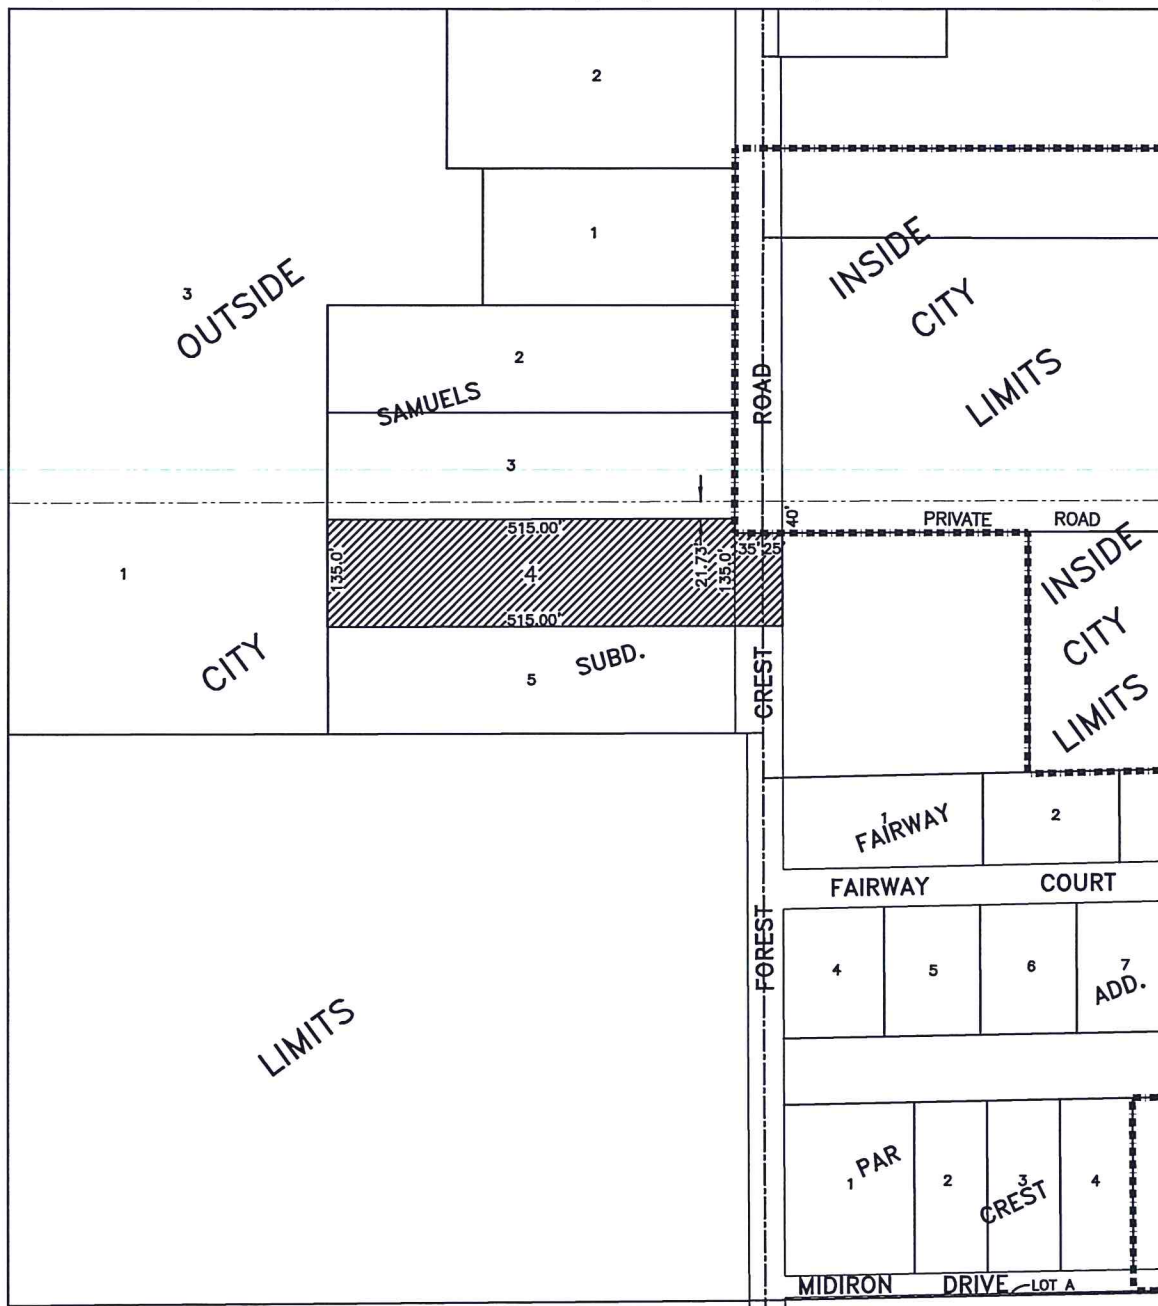 2
1
3
OUTSIDE
INSIDE
CITY
LIMITS
2
SAMUELS
ROAD
3
515.00'
40'
PRIVATE ROAD
35' 25'
1
135.0'
4
21.73'
135.0'
515.00'
INSIDE
CITY
LIMITS
CITY
5
SUBD.
CREST
1
FAIRWAY
2
FAIRWAY COURT
FOREST
4
5
6
7
ADD.
LIMITS
1
PAR
2
3
CREST
4
MIDIRON DRIVE LOT A